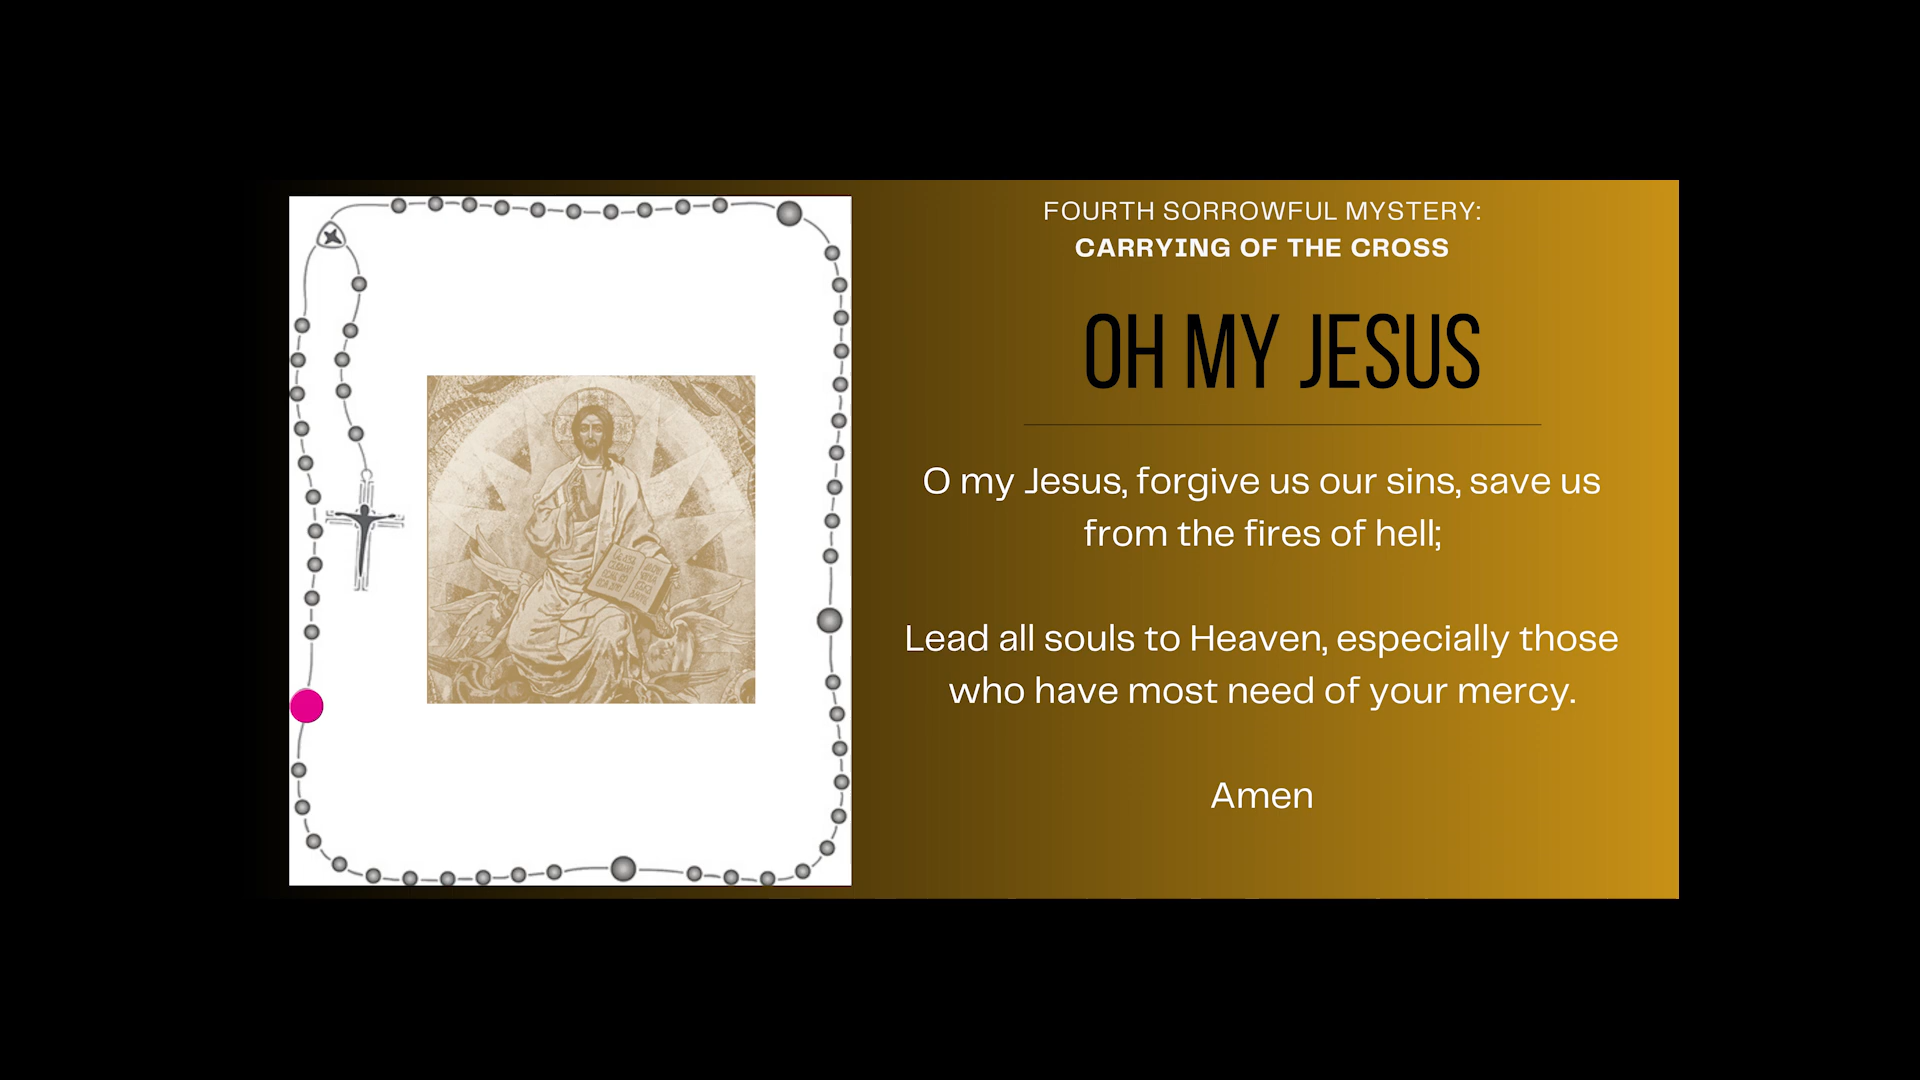 FOURTH SORROWFUL MYSTERY:
CARRYING OF THE CROSS
OH MY JESUS
O my Jesus, forgive us our sins, save us
from the fires of hell;
Lead all souls to Heaven, especially those
who have most need of your mercy.
Amen